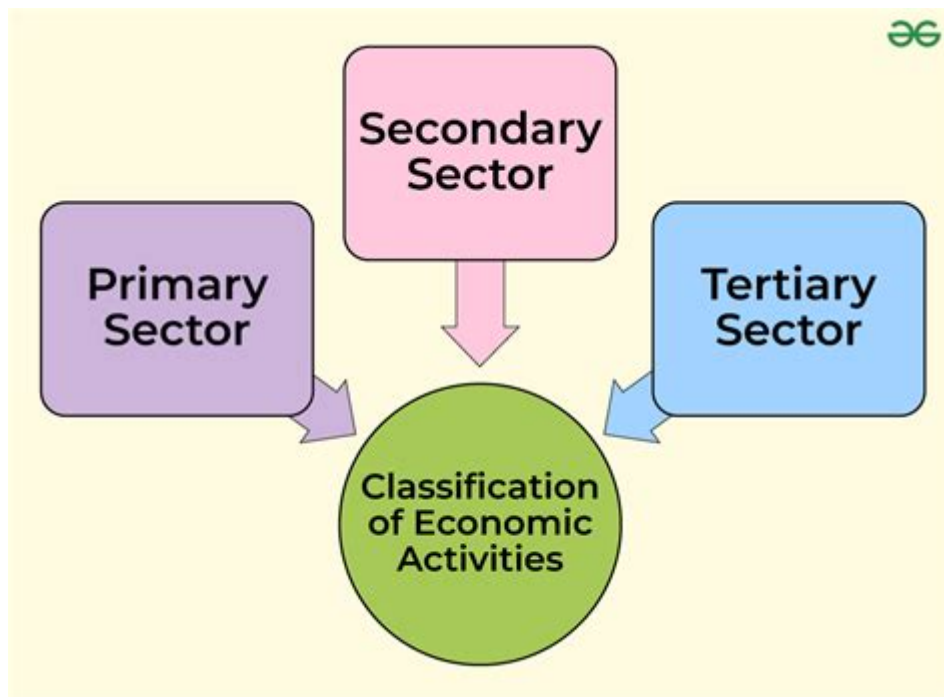 Secondary
Sector
Primary
Sector
Tertiary
Sector
Classification
of Economic
Activities